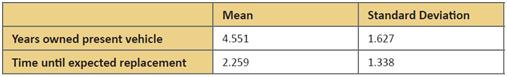 Mean Standard Deviation
Years owned present vehicle 4.551 1.627
Time until expected replacement 2.259 1.338